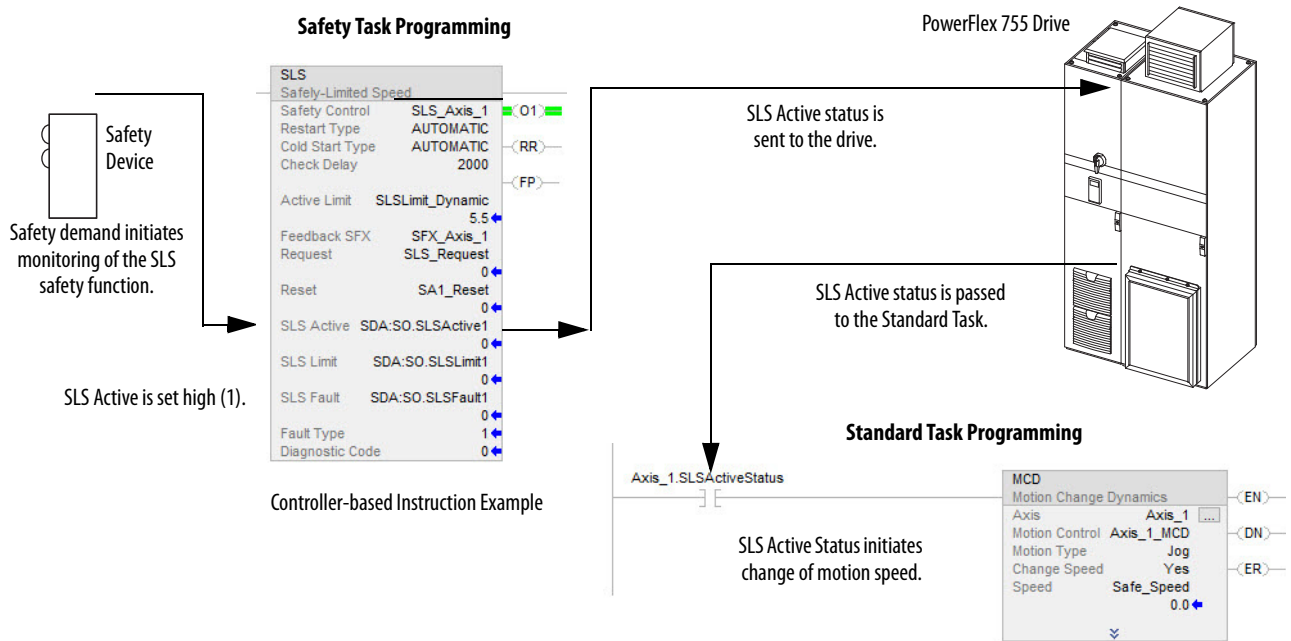 Safety Task Programming
PowerFlex 755 Drive
Safety
Device
Safety demand initiates
monitoring of the SLS
safety function.
SLS Active is set high (1).
SLS
Safely-Limited Speed
Safety Control SLS_Axis_1
Restart Type AUTOMATIC
Cold Start Type AUTOMATIC
Check Delay 2000
Active Limit SLSLimit_Dynamic
5.5
Feedback SFX SFX_Axis_1
Request SLS_Request
0
Reset SA1_Reset
0
SLS Active SDA:SO.SLSActive1
0
SLS Limit SDA:SO.SLSLimit1
0
SLS Fault SDA:SO.SLSFault1
0
Fault Type 1
Diagnostic Code 0
O1
RR
FP
Controller-based Instruction Example
SLS Active status is
sent to the drive.
SLS Active status is passed
to the Standard Task.
Standard Task Programming
Axis_1.SLSActiveStatus
SLS Active Status initiates
change of motion speed.
MCD
Motion Change Dynamics
Axis Axis_1 ...
Motion Control Axis_1_MCD
Motion Type Jog
Change Speed Yes
Speed Safe_Speed
0.0
EN
DN
ER